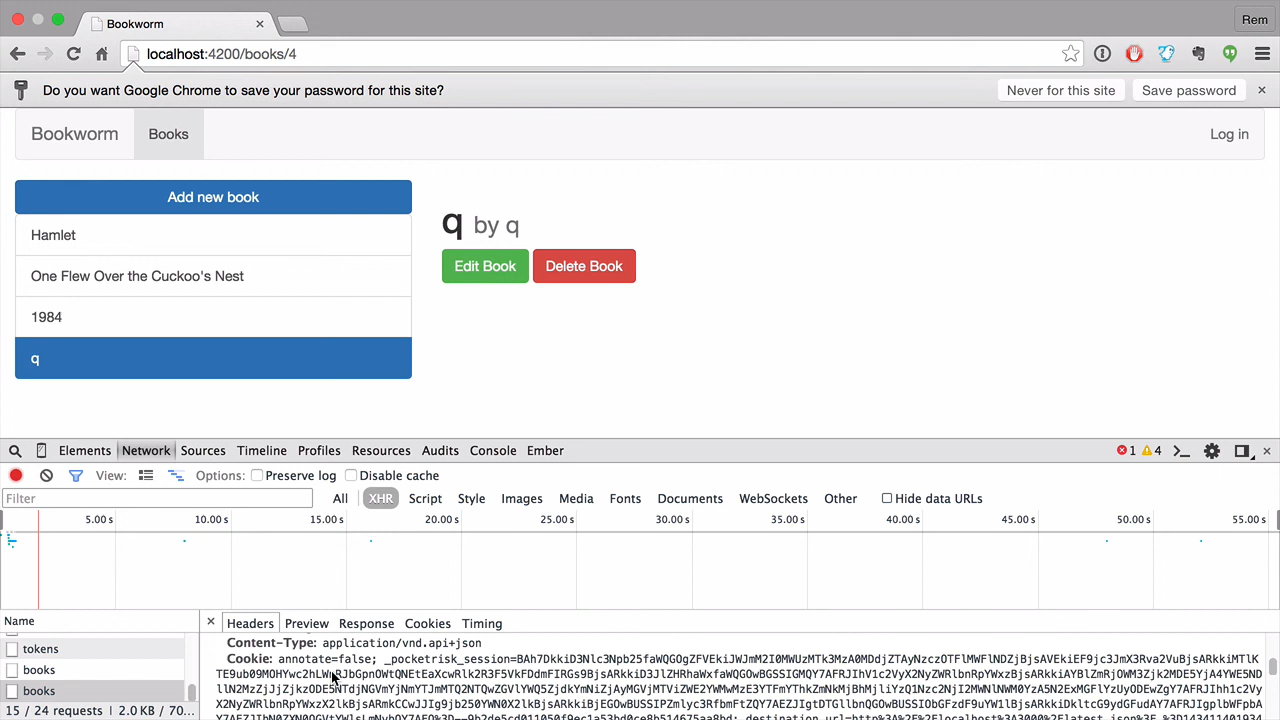 Bookworm
Rem
localhost:4200/books/4
Do you want Google Chrome to save your password for this site?
Never for this site
Save password
Bookworm
Books
Log in
Add new book
Hamlet
One Flew Over the Cuckoo's Nest
1984
q
q by q
Edit Book
Delete Book
Elements
Network
Sources
Timeline
Profiles
Resources
Audits
Console
Ember
1
4
View:
Options:
Preserve log
Disable cache
Filter
All
XHR
Script
Style
Images
Media
Fonts
Documents
WebSockets
Other
Hide data URLs
5.00 s
10.00 s
15.00 s
20.00 s
25.00 s
30.00 s
35.00 s
40.00 s
45.00 s
50.00 s
55.00 s
Name
Headers
Preview
Response
Cookies
Timing
tokens
books
books
15 / 24 requests | 2.0 KB / 70...
Content-Type: application/vnd.api+json
Cookie: annotate=false;